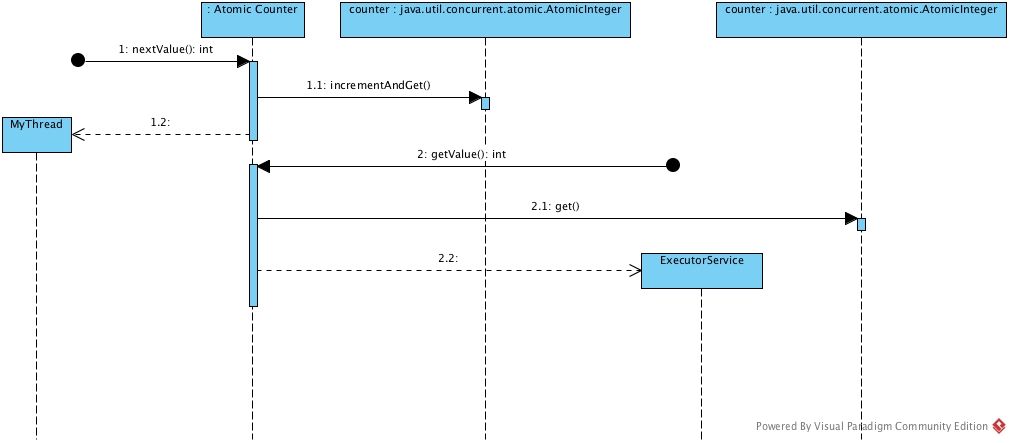 : Atomic Counter
counter : java.util.concurrent.atomic.AtomicInteger
counter : java.util.concurrent.atomic.AtomicInteger
1: nextValue(): int
1.1: incrementAndGet()
MyThread
1.2:
2: getValue(): int
2.1: get()
2.2:
ExecutorService
Powered By Visual Paradigm Community Edition